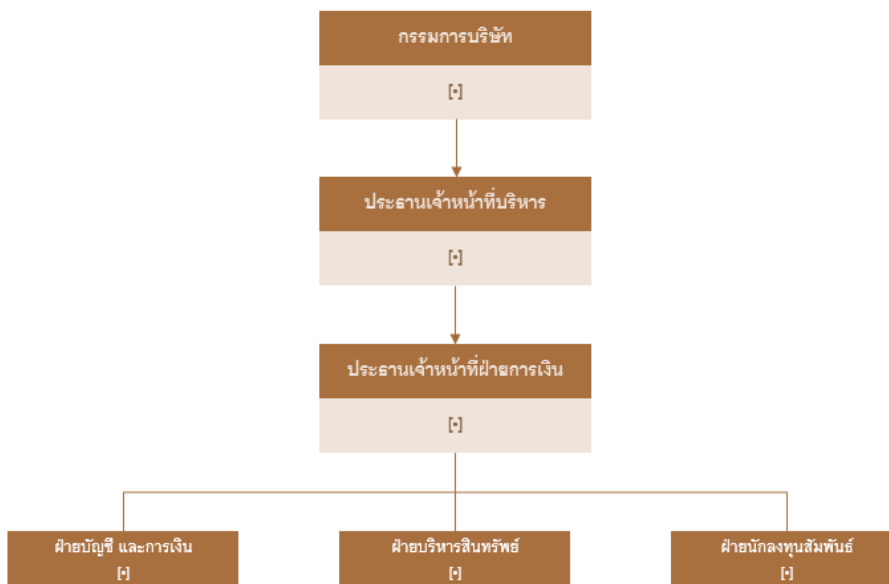 กรรมการบริษัท
[•]
ประธานเจ้าหน้าที่บริหาร
[•]
ประธานเจ้าหน้าที่ฝ่ายการเงิน
[•]
ฝ่ายบัญชี และการเงิน
[•]
ฝ่ายบริหารสินทรัพย์
[•]
ฝ่ายนักลงทุนสัมพันธ์
[•]